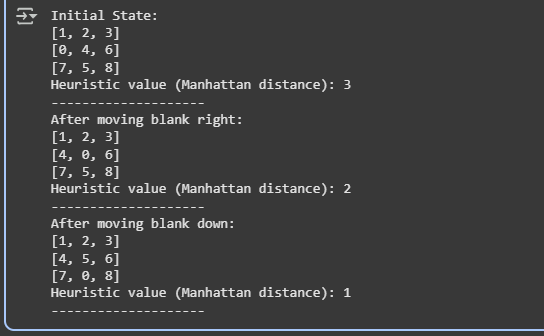 Initial State:
[1, 2, 3]
[0, 4, 6]
[7, 5, 8]
Heuristic value (Manhattan distance): 3
--------------------
After moving blank right:
[1, 2, 3]
[4, 0, 6]
[7, 5, 8]
Heuristic value (Manhattan distance): 2
--------------------
After moving blank down:
[1, 2, 3]
[4, 5, 6]
[7, 0, 8]
Heuristic value (Manhattan distance): 1
--------------------